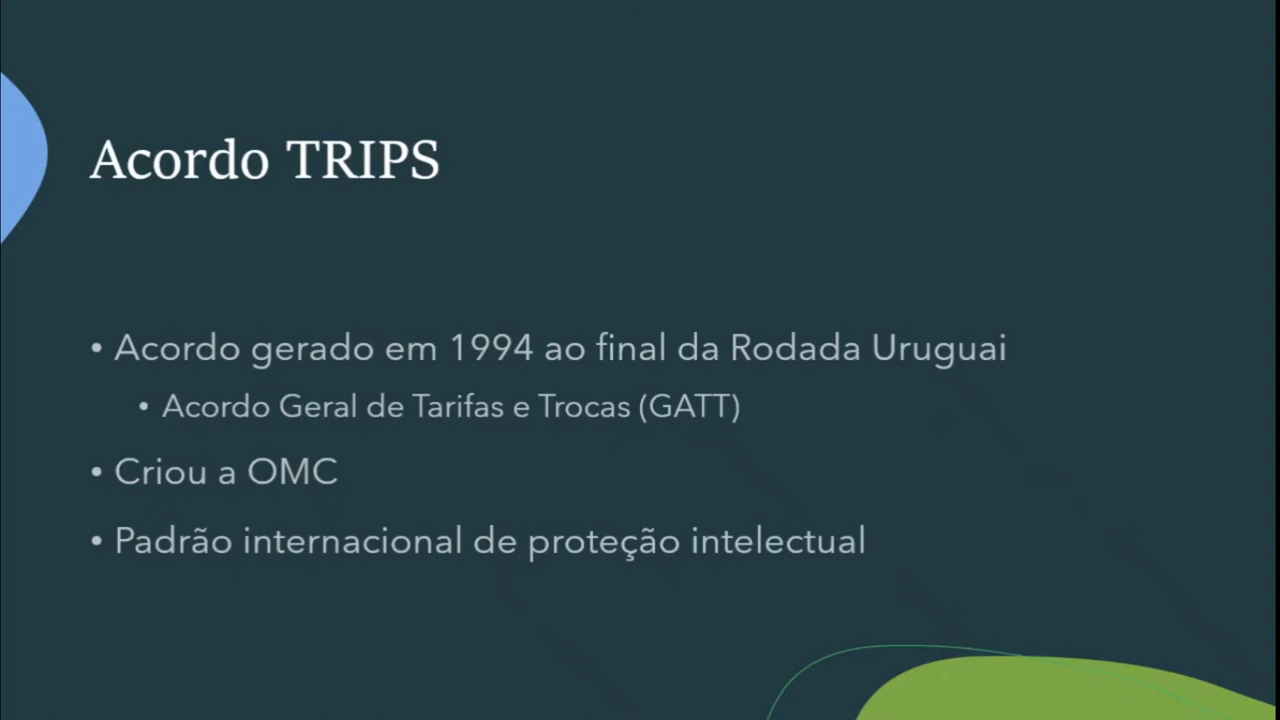 Acordo TRIPS
• Acordo gerado em 1994 ao final da Rodada Uruguai
• Acordo Geral de Tarifas e Trocas (GATT)
• Criou a OMC
• Padrão internacional de proteção intelectual